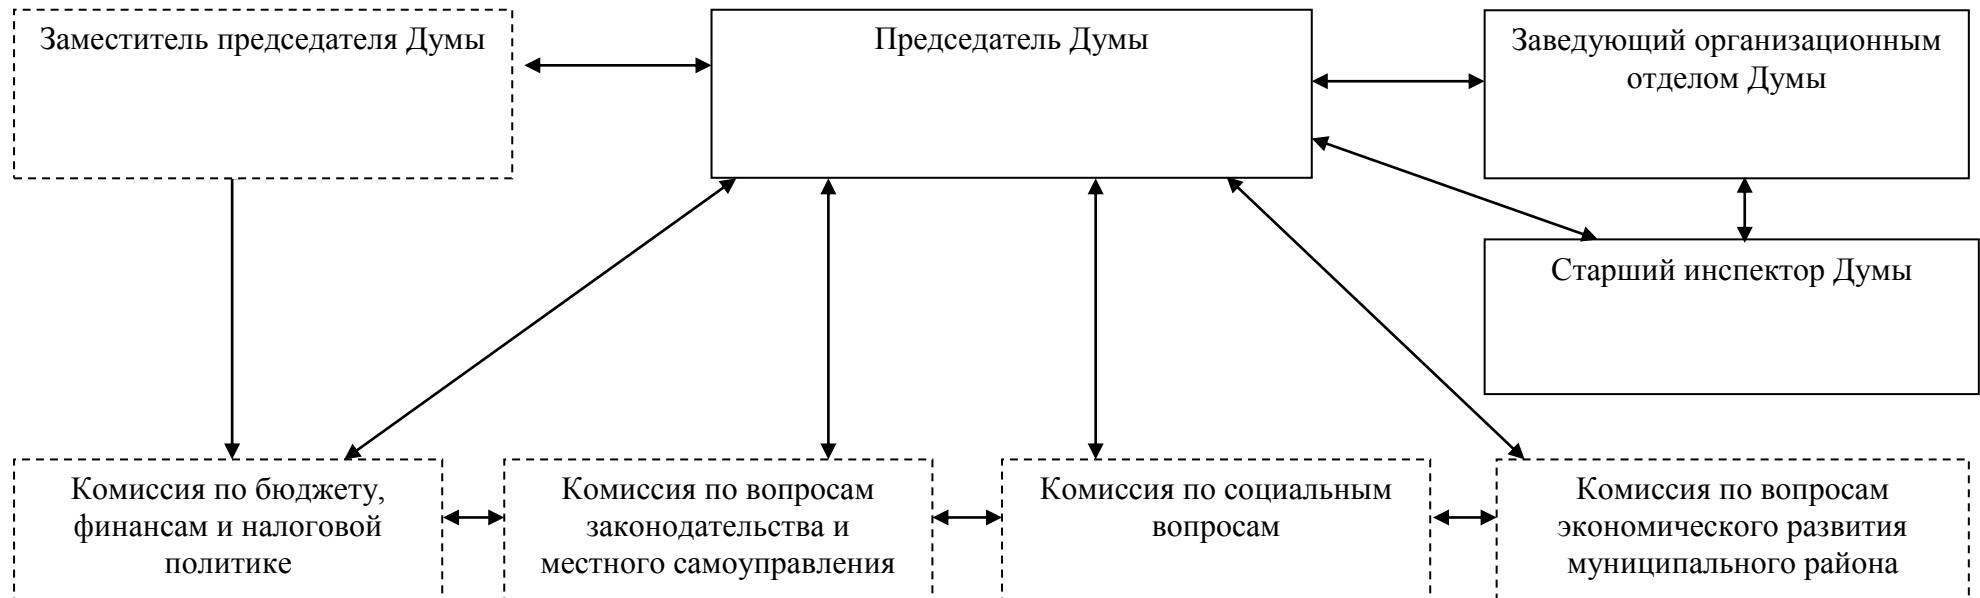 Заместитель председателя Думы
Председатель Думы
Заведующий организационным
отделом Думы
Старший инспектор Думы
Комиссия по бюджету,
финансам и налоговой
политике
Комиссия по вопросам
законодательства и
местного самоуправления
Комиссия по социальным
вопросам
Комиссия по вопросам
экономического развития
муниципального района